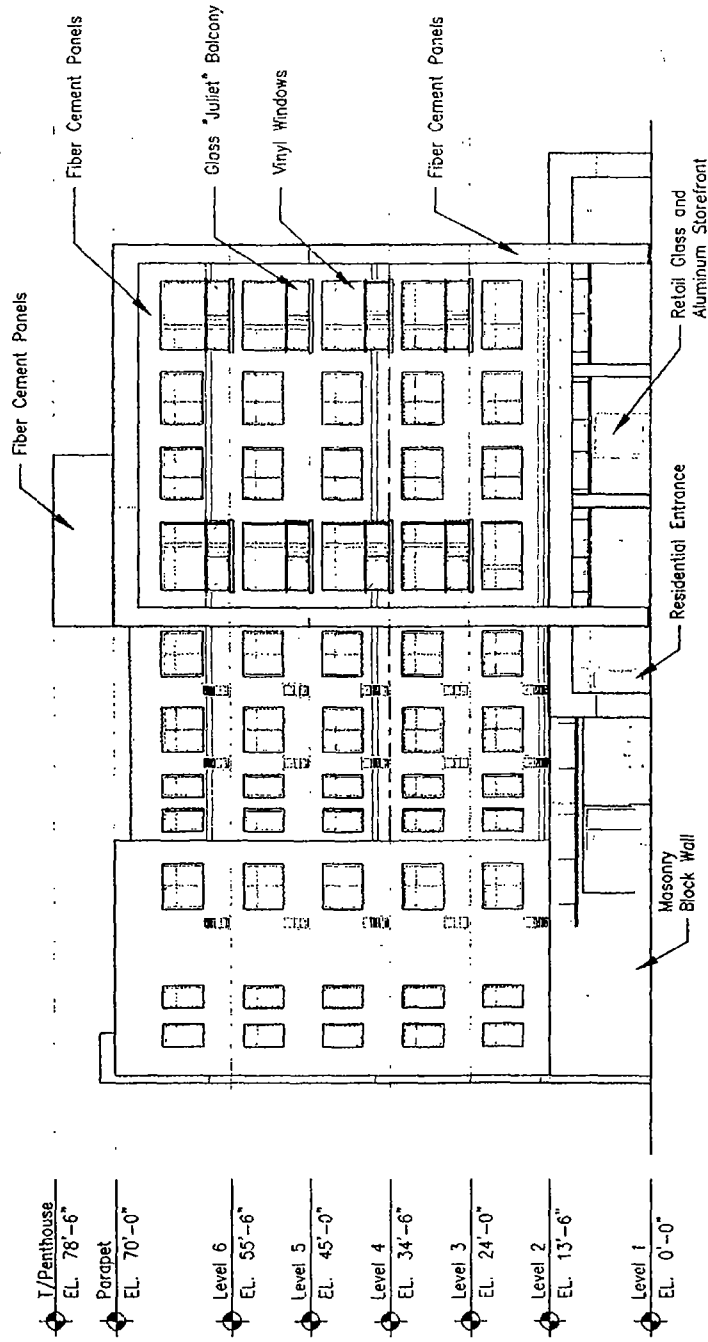 Fiber Cement Panels
Fiber Cement Panels
Glass "Juliet" Balcony
Vinyl Windows
Fiber Cement Panels
Retail Glass and
Aluminum Storefront
Residential Entrance
Masonry
Block Wall
T/Penthouse
EL. 78'-6"
Parapet
EL. 70'-0"
Level 6
EL. 55'-6"
Level 5
EL. 45'-0"
Level 4
EL. 34'-6"
Level 3
EL. 24'-0"
Level 2
EL. 13'-6"
Level 1
EL. 0'-0"